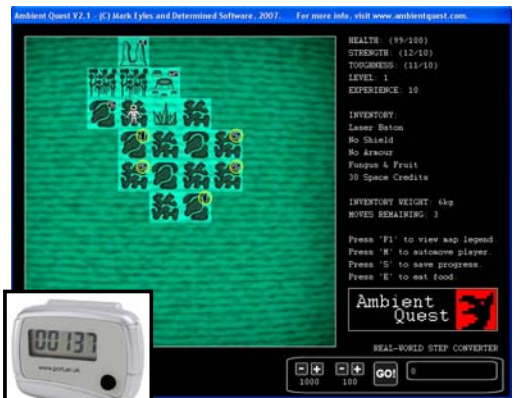 Ambient Quest V2.1 - (C) Mark Eyles and Determined Software, 2007. For more info, visit www.ambientquest.com.
HEALTH: (99/100)
STRENGTH: (12/10)
TOUGHNESS: (11/10)
LEVEL: 1
EXPERIENCE: 10
INVENTORY:
Laser Baton
No Shield
No Armour
Fungus & Fruit
30 Space Credits
INVENTORY WEIGHT: 6kg
MOVES REMAINING: 3
Press 'F1' to view map legend.
Press 'M' to automove player.
Press 'S' to save progress.
Press 'E' to eat food.
Ambient
Quest
REAL-WORLD STEP CONVERTER
- + - + GO! 0
1000 100
00137